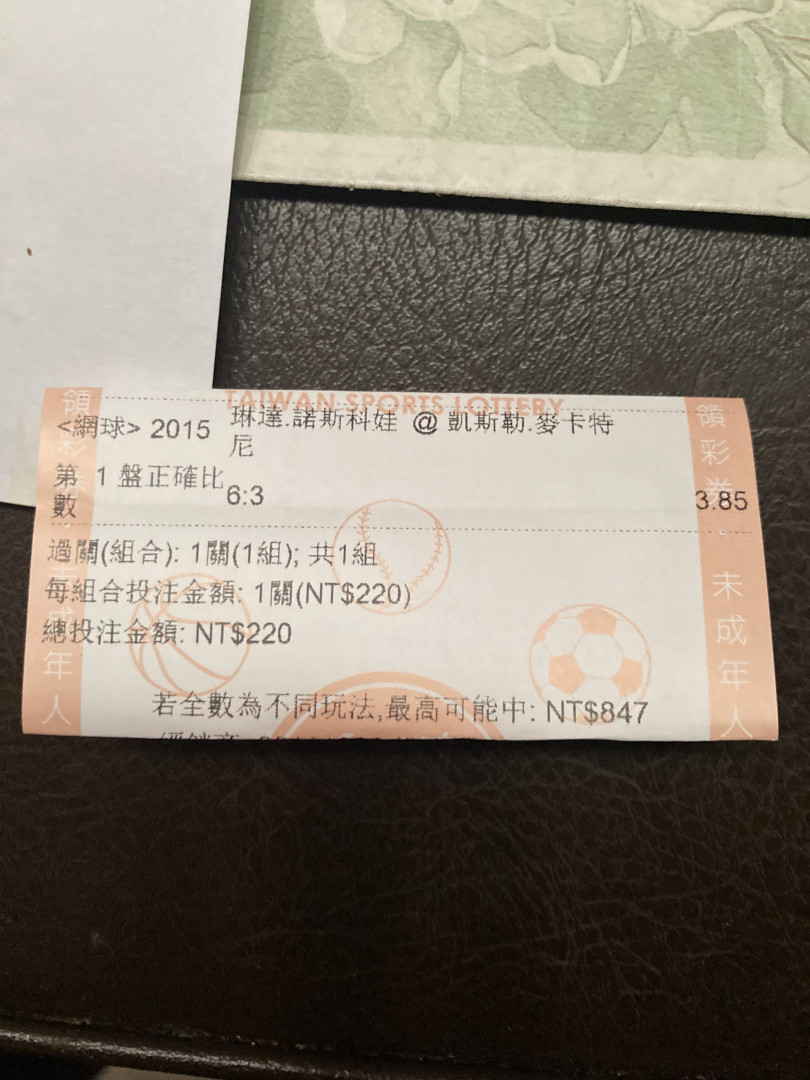 TAIWAN SPORTS LOTTERY
<網球> 2015 琳達.諾斯科娃 @ 凱斯勒.麥卡特
尼
第 1 盤正確比
數 6:3 3.85
過關(組合): 1關(1組); 共1組
每組合投注金額: 1關(NT$220)
總投注金額: NT$220
若全數為不同玩法,最高可能中: NT$847
領彩券
未成年人
領彩
年人